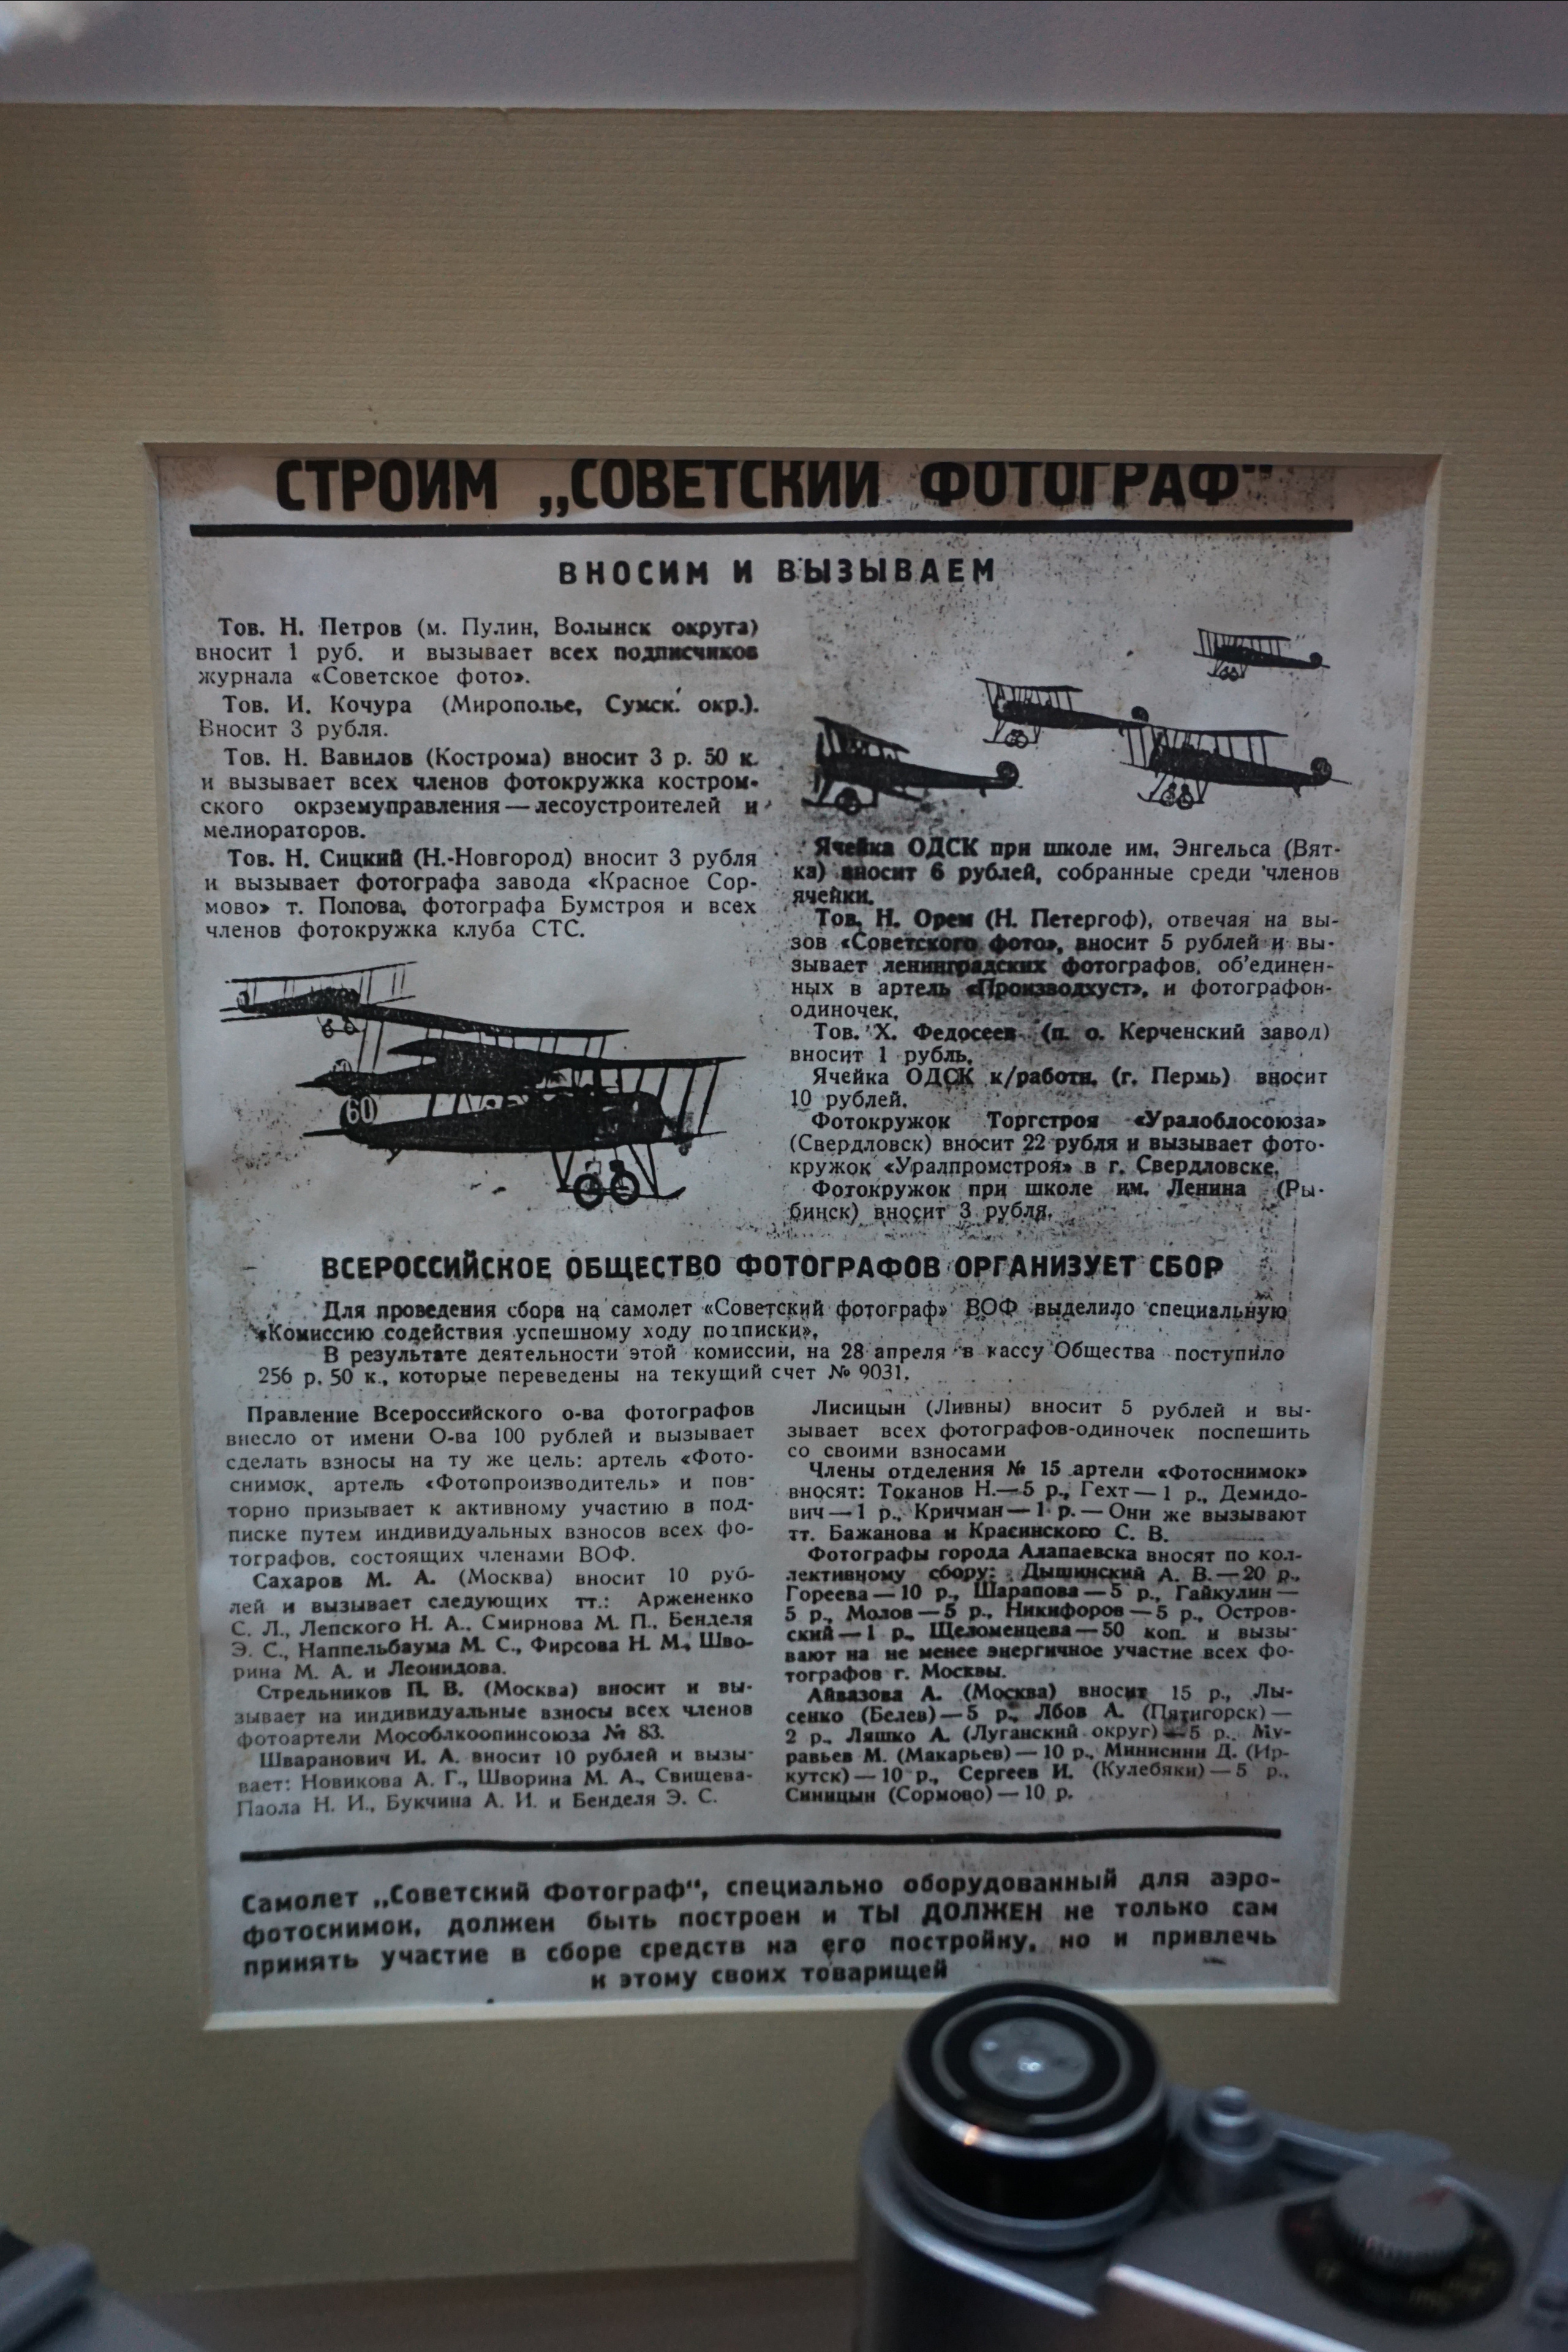 СТРОИМ „СОВЕТСКИЙ ФОТОГРАФ“
ВНОСИМ И ВЫЗЫВАЕМ
Тов. Н. Петров (м. Пулин, Волынск округа)
вносит 1 руб. и вызывает всех подписчиков
журнала «Советское фото».
Тов. И. Кочура (Мирополье, Сумск. окр.).
Вносит 3 рубля.
Тов. Н. Вавилов (Кострома) вносит 3 р. 50 к.
и вызывает всех членов фотокружка костром-
ского окрземуправления — лесоустроителей и
мелиораторов.
Тов. Н. Сицкий (Н.-Новгород) вносит 3 рубля
и вызывает фотографа завода «Красное Сор-
мово» т. Попова, фотографа Бумстроя и всех
членов фотокружка клуба СТС.
60
Ячейка ОДСК при школе им. Энгельса (Вят-
ка) вносит 6 рублей, собранные среди членов
ячейки.
Тов. Н. Орем (Н. Петергоф), отвечая на вы-
зов «Советского фото», вносит 5 рублей и вы-
зывает ленинградских фотографов, об'единен-
ных в артель «Производхуст», и фотографон-
одиночек,
Тов. Х. Федосеев (п. о. Керченский завод)
вносит 1 рубль.
Ячейка ОДСК к/работн. (г. Пермь) вносит
10 рублей.
Фотокружок Торгстроя «Уралоблосоюза»
(Свердловск) вносит 22 рубля и вызывает фото-
кружок «Уралпромстроя» в г. Свердловске.
Фотокружок при школе им. Ленина (Ры-
бинск) вносит 3 рубля.
ВСЕРОССИЙСКОЕ ОБЩЕСТВО ФОТОГРАФОВ ОРГАНИЗУЕТ СБОР
Для проведения сбора на самолет «Советский фотограф» ВОФ выделило специальную
«Комиссию содействия успешному ходу подписки».
В результате деятельности этой комиссии, на 28 апреля в кассу Общества поступило
256 р. 50 к., которые переведены на текущий счет № 9031.
Правление Всероссийского о-ва фотографов
внесло от имени О-ва 100 рублей и вызывает
сделать взносы на ту же цель: артель «Фото-
снимок, артель «Фотопроизводитель» и пов-
торно призывает к активному участию в под-
писке путем индивидуальных взносов всех фо-
тографов, состоящих членами ВОФ.
Сахаров М. А. (Москва) вносит 10 руб-
лей и вызывает следующих тт.: Аржененко
С. Л., Лепского Н. А., Смирнова М. П., Бенделя
Э. С., Наппельбаума М. С., Фирсова Н. М., Шво-
рина М. А. и Леонидова.
Стрельников П. В. (Москва) вносит и вы-
зывает на индивидуальные взносы всех членов
фотоартели Мособлкоопинсоюза № 83.
Шваранович И. А. вносит 10 рублей и вызы-
вает: Новикова А. Г., Шворина М. А., Свищева-
Паола Н. И., Букчина А. И. и Бенделя Э. С.
Лисицын (Ливны) вносит 5 рублей и вы-
зывает всех фотографов-одиночек поспешить
со своими взносами
Члены отделения № 15 артели «Фотоснимок»
вносят: Токанов Н.—5 р., Гехт — 1 р., Демидо-
вич — 1 р., Кричман — 1 р. — Они же вызывают
тт. Бажанова и Красинского С. В.
Фотографы города Алапаевска вносят по кол-
лективному сбору: Дышинский А. В.—20 р.,
Гореева — 10 р., Шарапова — 5 р., Гайкулин —
5 р., Молов — 5 р., Никифоров — 5 р., Остров-
ский — 1 р., Щеломенцева — 50 коп. и вызы-
вают на не менее энергичное участие всех фо-
тографов г. Москвы.
Айвазова А. (Москва) вносит 15 р., Лы-
сенко (Белев) — 5 р., Лбов А. (Пятигорск) —
2 р., Ляшко А. (Луганский округ) — 5 р., Му-
равьев М. (Макарьев) — 10 р., Минисини Д. (Ир-
кутск) — 10 р., Сергеев И. (Кулебяки) — 5 р.,
Синицын (Сормово) — 10 р.
Самолет „Советский Фотограф“, специально оборудованный для аэро-
фотоснимок, должен быть построен и ТЫ ДОЛЖЕН не только сам
принять участие в сборе средств на его постройку, но и привлечь
к этому своих товарищей